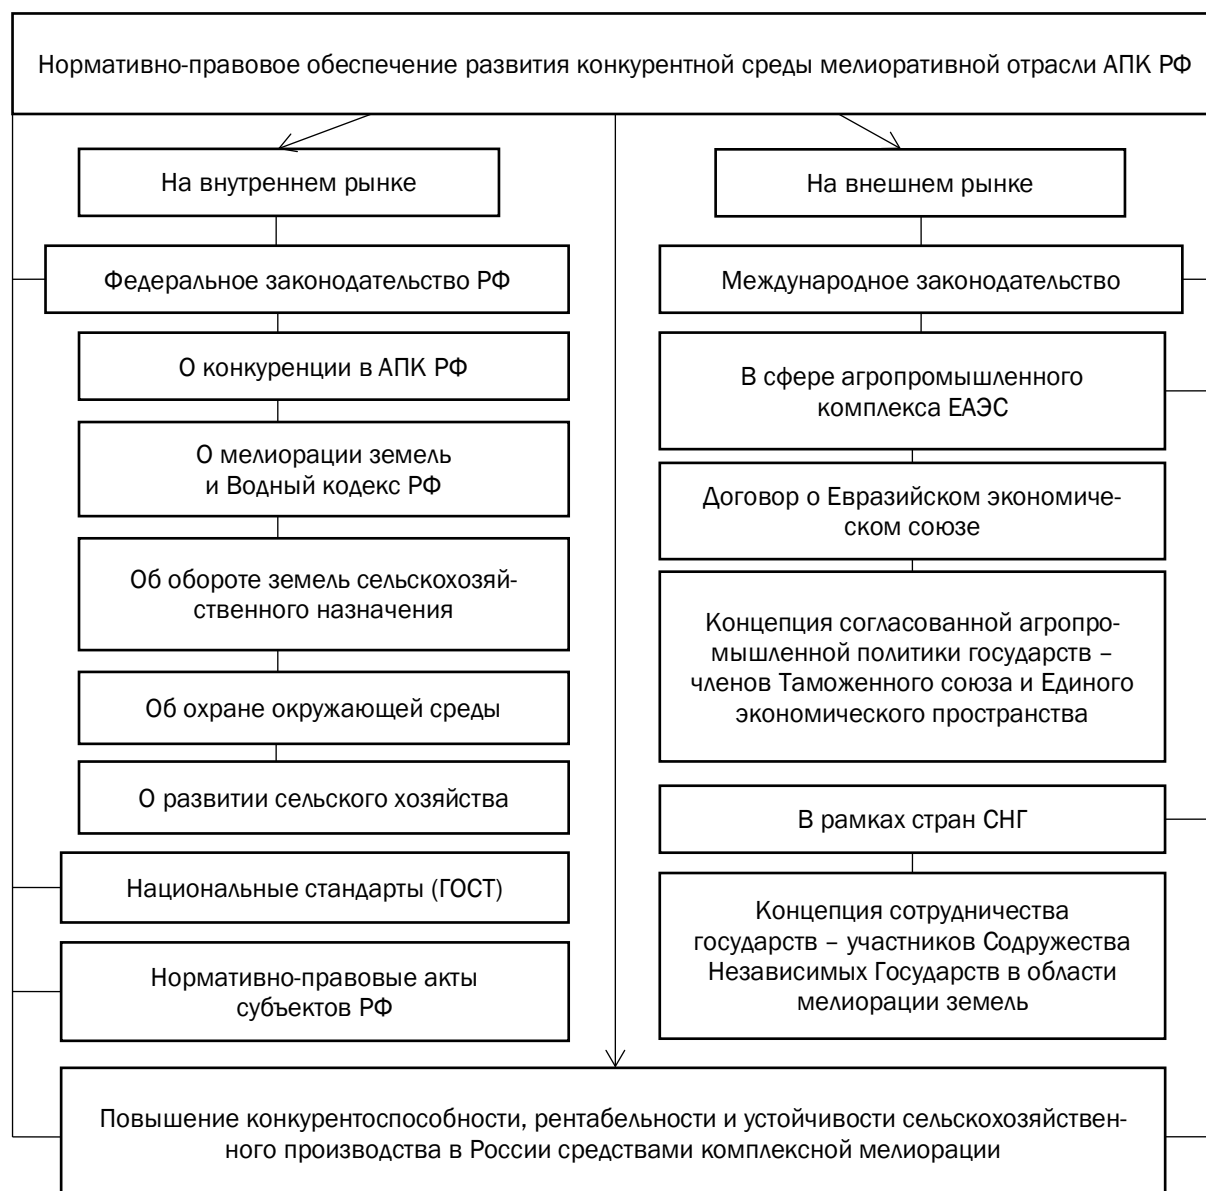 Нормативно-правовое обеспечение развития конкурентной среды мелиоративной отрасли АПК РФ
На внутреннем рынке
Федеральное законодательство РФ
О конкуренции в АПК РФ
О мелиорации земель
и Водный кодекс РФ
Об обороте земель сельскохозяй-
ственного назначения
Об охране окружающей среды
О развитии сельского хозяйства
Национальные стандарты (ГОСТ)
Нормативно-правовые акты
субъектов РФ
На внешнем рынке
Международное законодательство
В сфере агропромышленного
комплекса ЕАЭС
Договор о Евразийском экономиче-
ском союзе
Концепция согласованной агропро-
мышленной политики государств –
членов Таможенного союза и Единого
экономического пространства
В рамках стран СНГ
Концепция сотрудничества
государств – участников Содружества
Независимых Государств в области
мелиорации земель
Повышение конкурентоспособности, рентабельности и устойчивости сельскохозяйствен-
ного производства в России средствами комплексной мелиорации